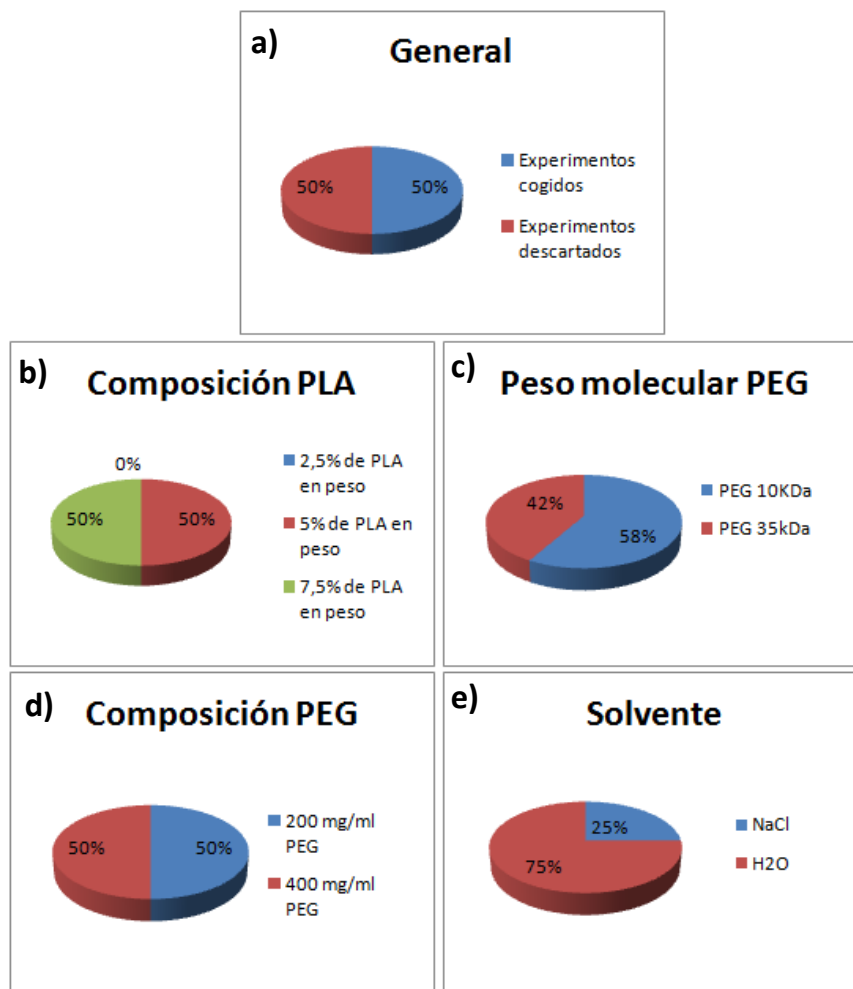 a)
General
50%
50%
Experimentos
cogidos
Experimentos
descartados
b)
Composición PLA
0%
50%
50%
2,5% de PLA
en peso
5% de PLA en
peso
7,5% de PLA
en peso
c)
Peso molecular PEG
42%
58%
PEG 10KDa
PEG 35kDa
d)
Composición PEG
50%
50%
200 mg/ml
PEG
400 mg/ml
PEG
e)
Solvente
25%
75%
NaCl
H2O